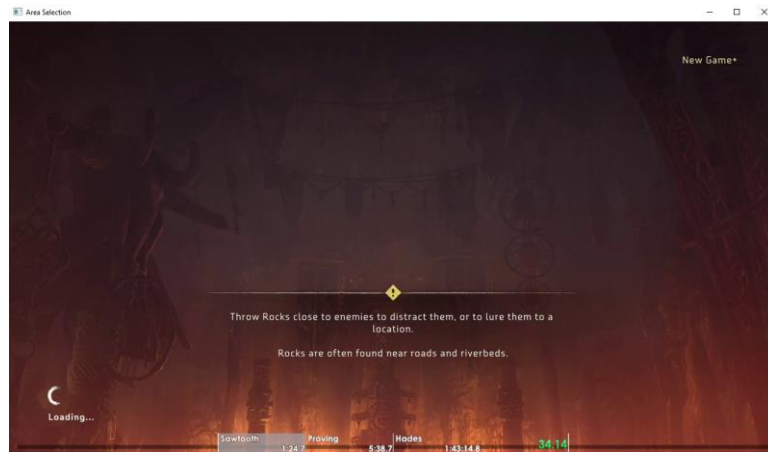 Area Selection
New Game+
Throw Rocks close to enemies to distract them, or to lure them to a
location.
Rocks are often found near roads and riverbeds.
Loading...
Sawtooth Proving Hades
1:24.7 5:38.7 1:43:14.8 34.14